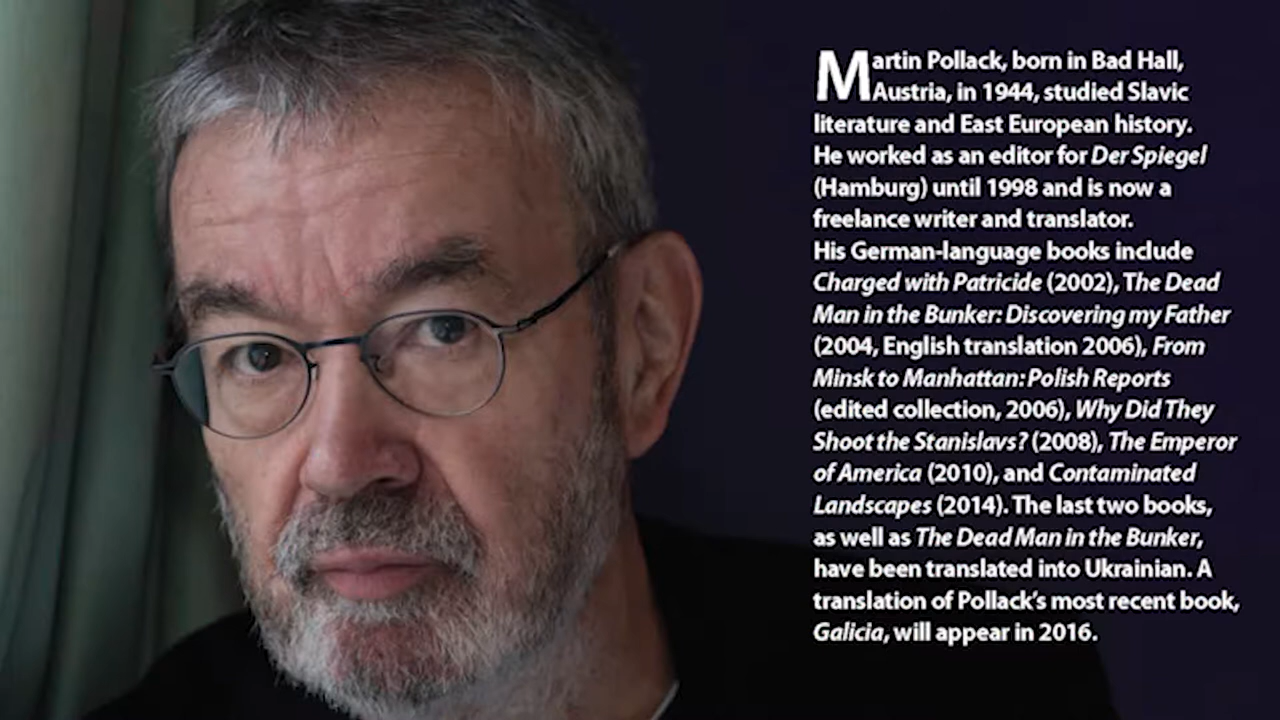 Martin Pollack, born in Bad Hall,
Austria, in 1944, studied Slavic
literature and East European history.
He worked as an editor for Der Spiegel
(Hamburg) until 1998 and is now a
freelance writer and translator.
His German-language books include
Charged with Patricide (2002), The Dead
Man in the Bunker: Discovering my Father
(2004, English translation 2006), From
Minsk to Manhattan: Polish Reports
(edited collection, 2006), Why Did They
Shoot the Stanislavs? (2008), The Emperor
of America (2010), and Contaminated
Landscapes (2014). The last two books,
as well as The Dead Man in the Bunker,
have been translated into Ukrainian. A
translation of Pollack's most recent book,
Galicia, will appear in 2016.